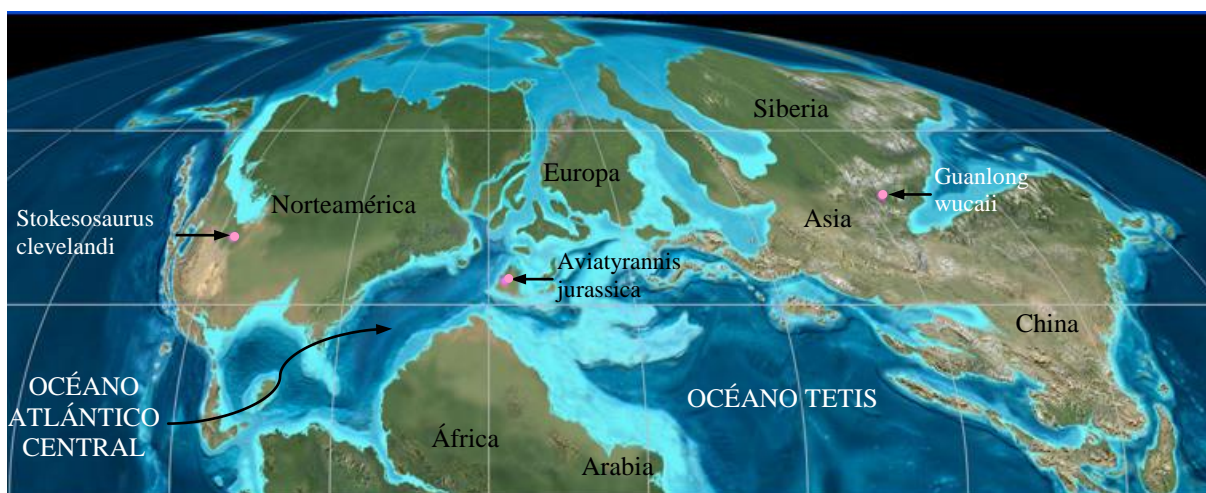 Siberia
Europa
Guanlong
wucaii
Norteamérica
Stokesosaurus
clevelandi
Asia
Aviatyrannis
jurassica
China
OCÉANO
ATLÁNTICO
CENTRAL
OCÉANO TETIS
África
Arabia